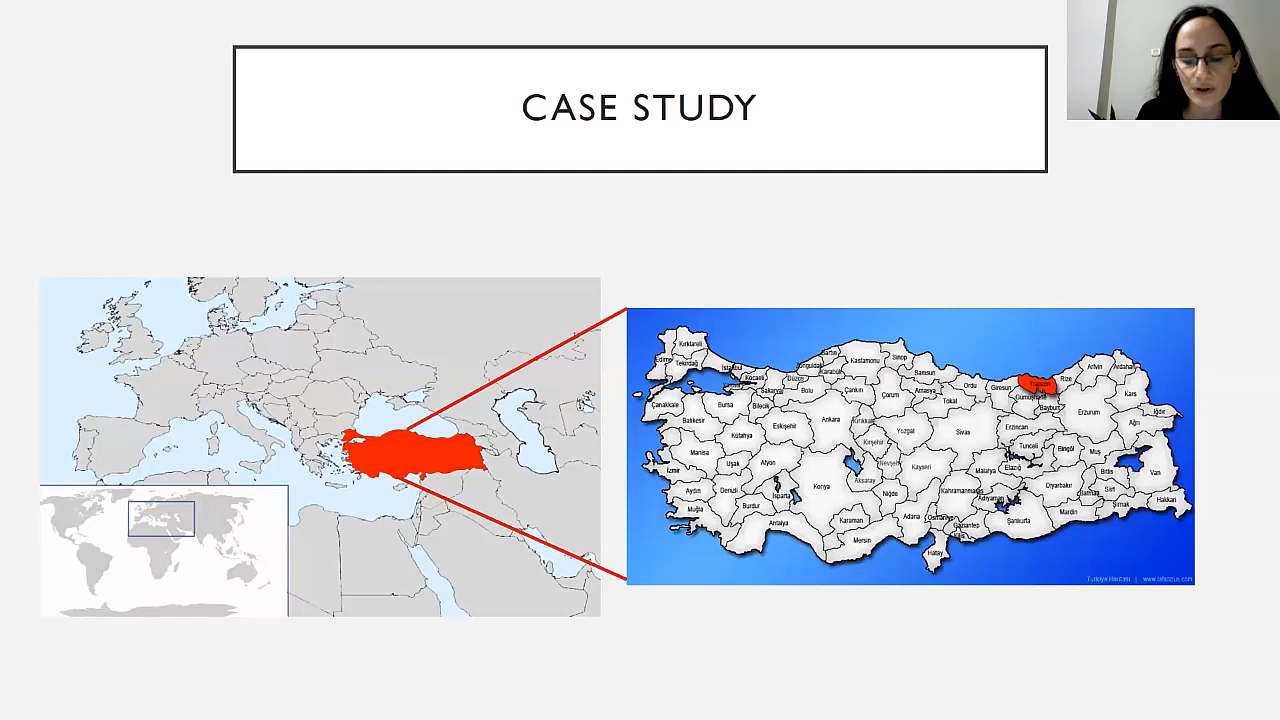 CASE STUDY
Kırklareli
Edirne
Tekirdağ
İstanbul
Kocaeli
Yalova
Sakarya
Düzce
Zonguldak
Bartın
Karabük
Kastamonu
Sinop
Samsun
Ordu
Giresun
Trabzon
Rize
Artvin
Ardahan
Kars
Iğdır
Çanakkale
Bursa
Bilecik
Bolu
Çankırı
Çorum
Amasya
Tokat
Gümüşhane
Bayburt
Erzurum
Ağrı
Balıkesir
Kütahya
Eskişehir
Ankara
Kırıkkale
Yozgat
Sivas
Erzincan
Tunceli
Bingöl
Muş
Manisa
Uşak
Afyon
Kırşehir
Nevşehir
Kayseri
Malatya
Elazığ
Bitlis
Van
İzmir
Aydın
Denizli
Isparta
Konya
Aksaray
Niğde
Kahramanmaraş
Adıyaman
Diyarbakır
Batman
Siirt
Şırnak
Hakkari
Muğla
Burdur
Antalya
Karaman
Mersin
Adana
Osmaniye
Gaziantep
Kilis
Hatay
Şanlıurfa
Mardin